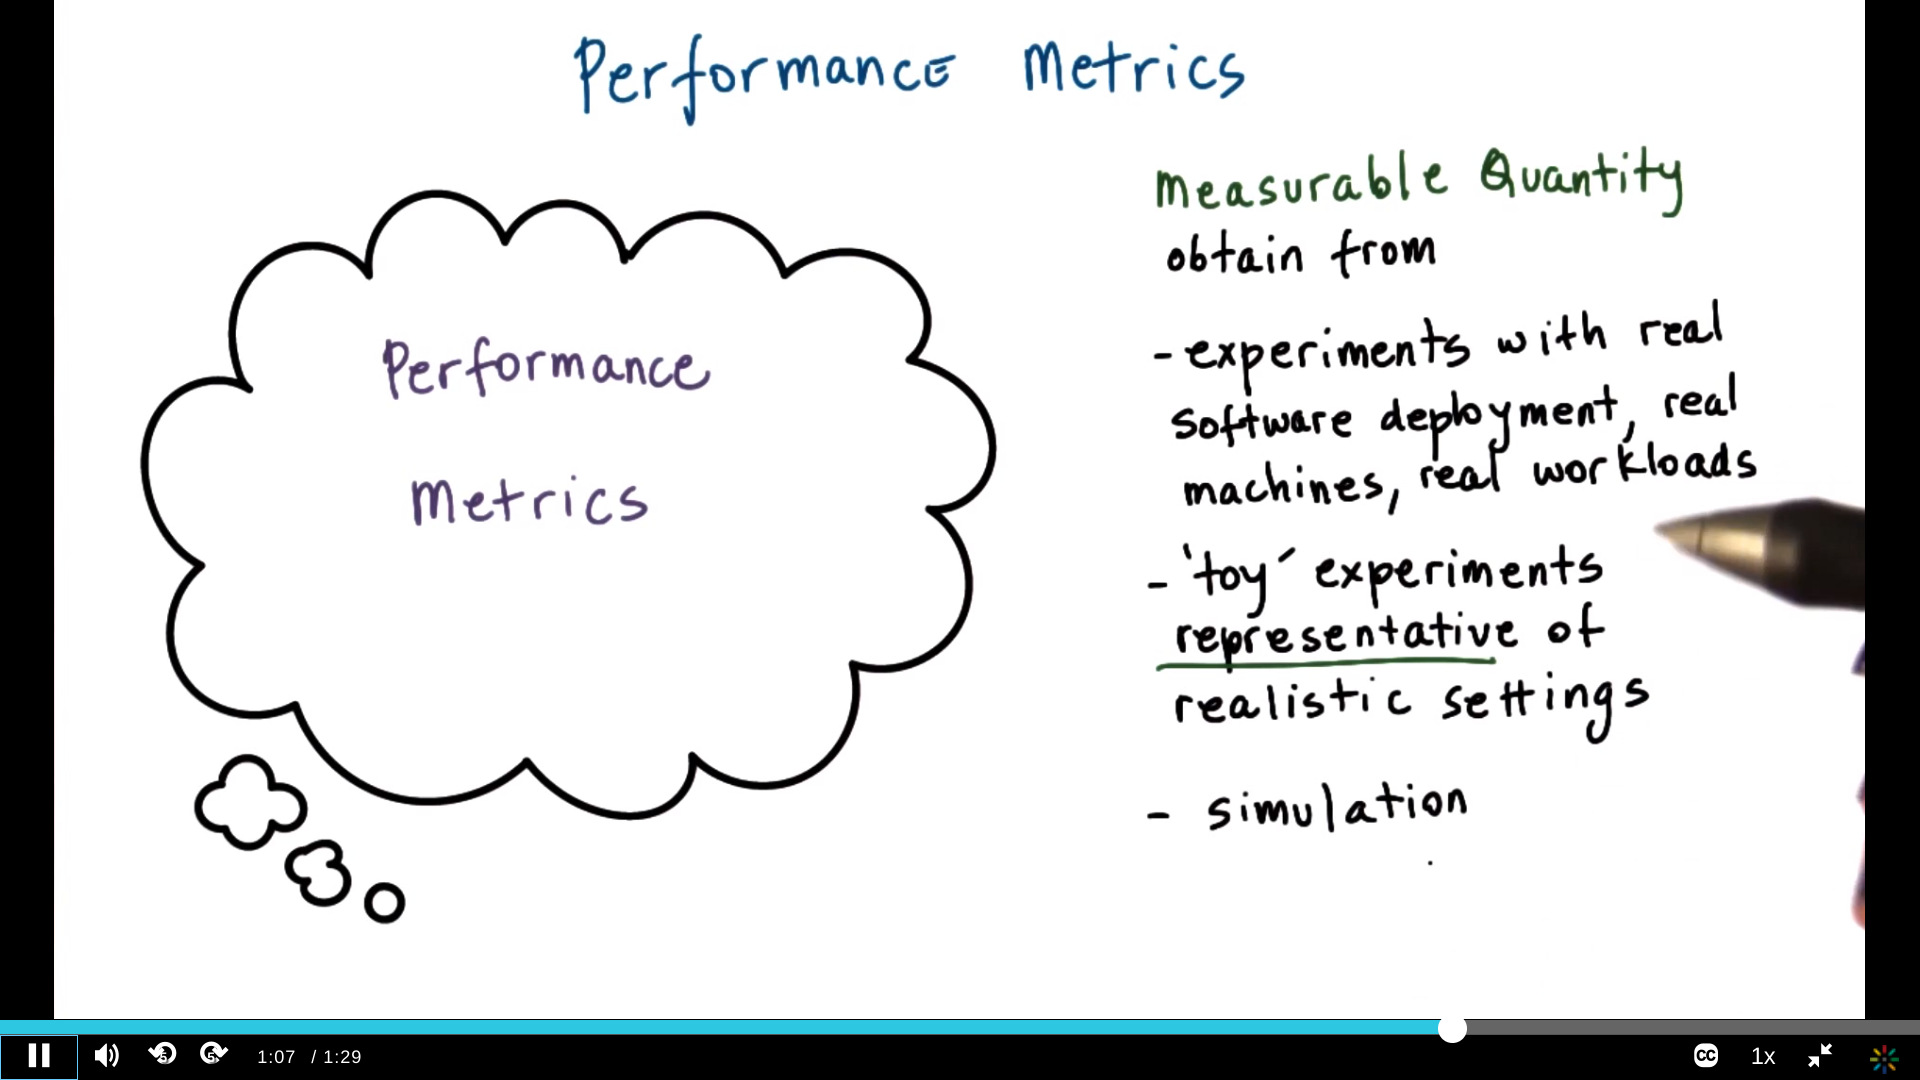 Performance Metrics
Performance
Metrics
Measurable Quantity
obtain from
- experiments with real
software deployment, real
machines, real workloads
- 'toy' experiments
representative of
realistic settings
- simulation
5
5
1:07 / 1:29
CC
1x